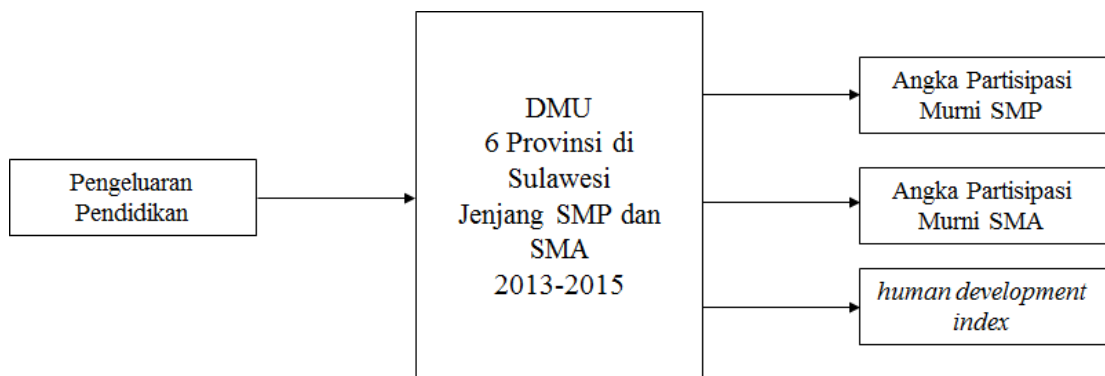 Pengeluaran
Pendidikan
DMU
6 Provinsi di
Sulawesi
Jenjang SMP dan
SMA
2013-2015
Angka Partisipasi
Murni SMP
Angka Partisipasi
Murni SMA
human development
index